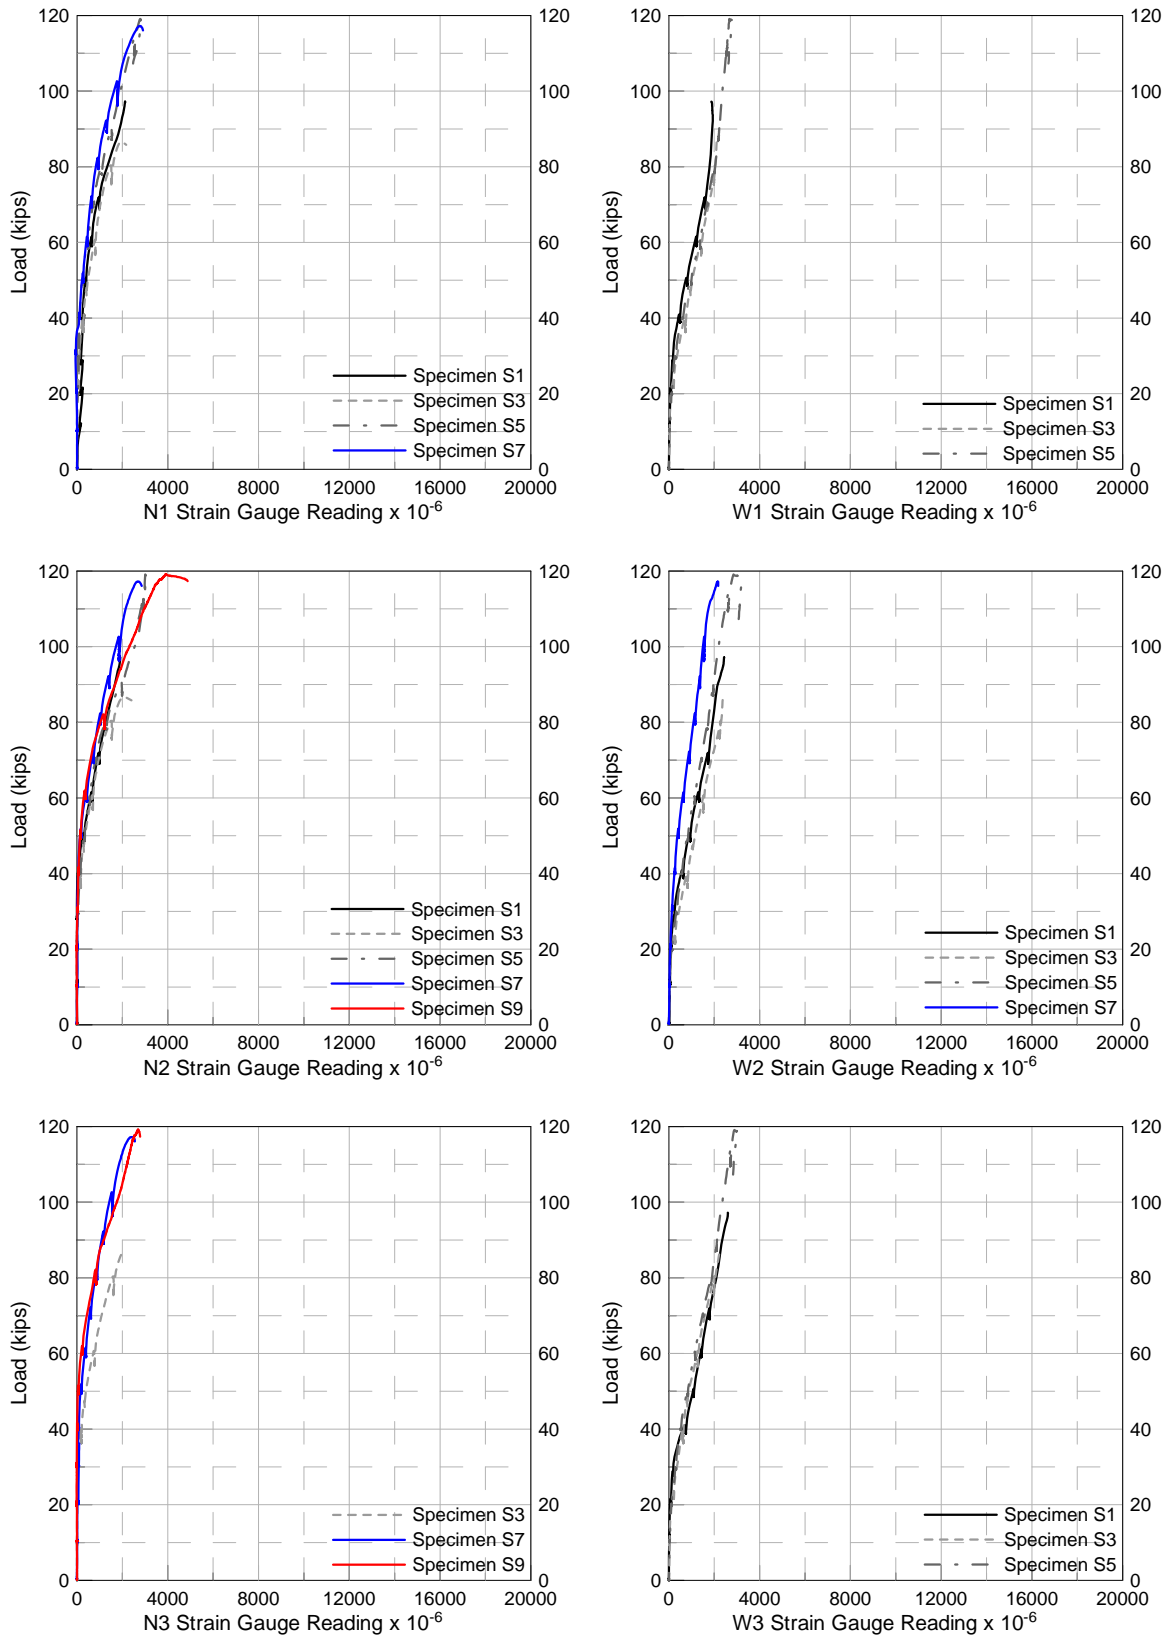 120 120
100 100
80 80
60 60
40 40
20 20
0 0
Load (kips)
Specimen S1
Specimen S3
Specimen S5
Specimen S7
0 4000 8000 12000 16000 20000
N1 Strain Gauge Reading x 10-6
120 120
100 100
80 80
60 60
40 40
20 20
0 0
Load (kips)
Specimen S1
Specimen S3
Specimen S5
0 4000 8000 12000 16000 20000
W1 Strain Gauge Reading x 10-6
120 120
100 100
80 80
60 60
40 40
20 20
0 0
Load (kips)
Specimen S1
Specimen S3
Specimen S5
Specimen S7
Specimen S9
0 4000 8000 12000 16000 20000
N2 Strain Gauge Reading x 10-6
120 120
100 100
80 80
60 60
40 40
20 20
0 0
Load (kips)
Specimen S1
Specimen S3
Specimen S5
Specimen S7
0 4000 8000 12000 16000 20000
W2 Strain Gauge Reading x 10-6
120 120
100 100
80 80
60 60
40 40
20 20
0 0
Load (kips)
Specimen S3
Specimen S7
Specimen S9
0 4000 8000 12000 16000 20000
N3 Strain Gauge Reading x 10-6
120 120
100 100
80 80
60 60
40 40
20 20
0 0
Load (kips)
Specimen S1
Specimen S3
Specimen S5
0 4000 8000 12000 16000 20000
W3 Strain Gauge Reading x 10-6